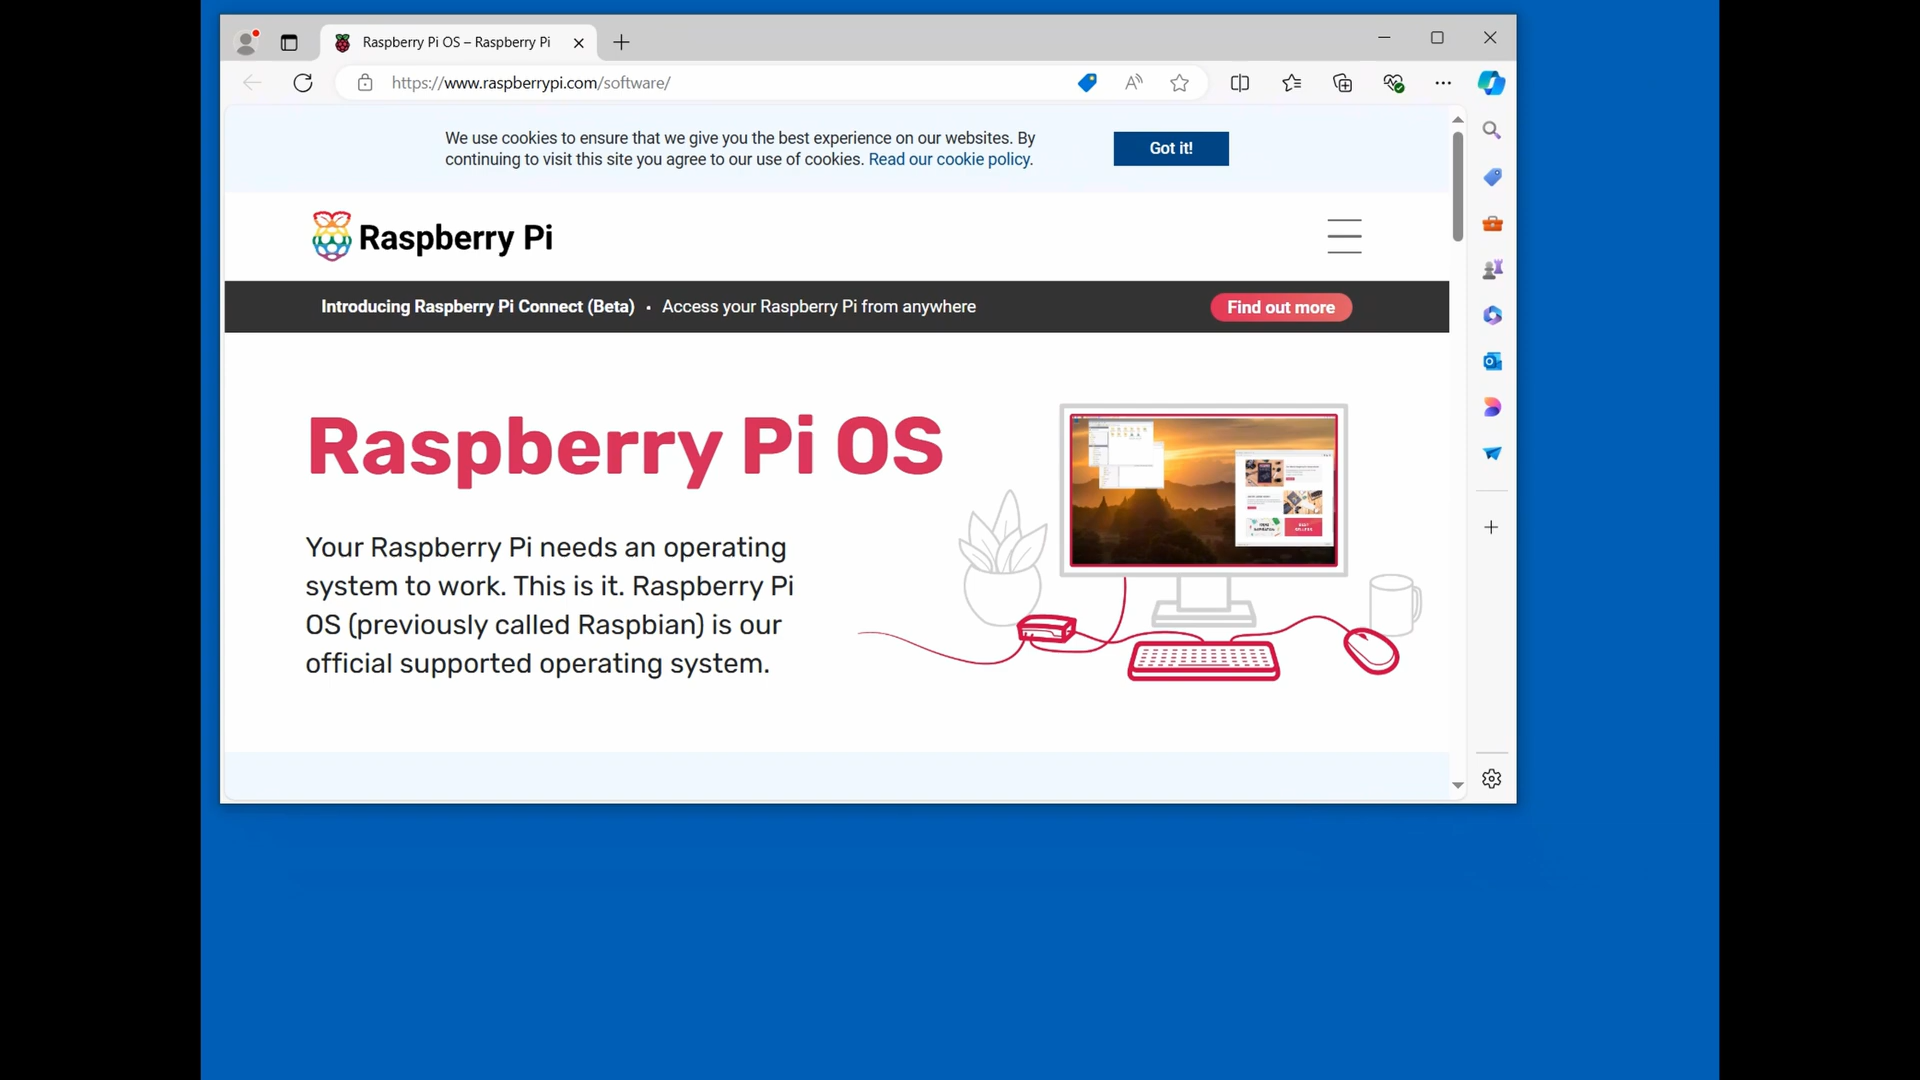 Raspberry Pi OS – Raspberry Pi
https://www.raspberrypi.com/software/
We use cookies to ensure that we give you the best experience on our websites. By
continuing to visit this site you agree to our use of cookies. Read our cookie policy.
Got it!
Raspberry Pi
Introducing Raspberry Pi Connect (Beta) · Access your Raspberry Pi from anywhere
Find out more
Raspberry Pi OS
Your Raspberry Pi needs an operating
system to work. This is it. Raspberry Pi
OS (previously called Raspbian) is our
official supported operating system.